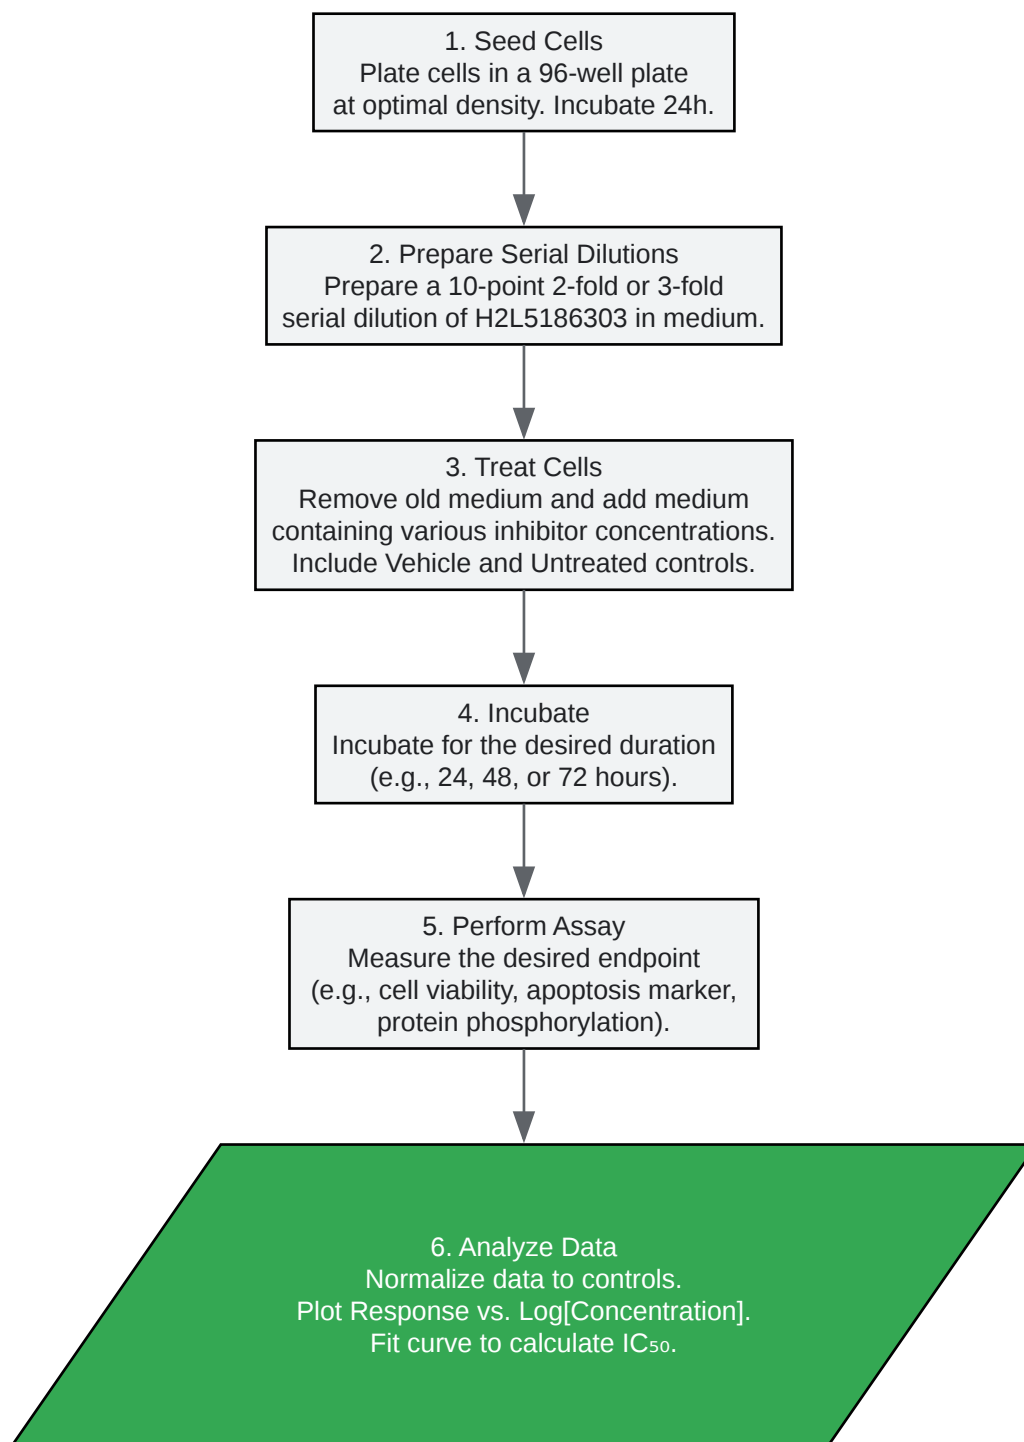 1. Seed Cells
Plate cells in a 96-well plate
at optimal density. Incubate 24h.
2. Prepare Serial Dilutions
Prepare a 10-point 2-fold or 3-fold
serial dilution of H2L5186303 in medium.
3. Treat Cells
Remove old medium and add medium
containing various inhibitor concentrations.
Include Vehicle and Untreated controls.
4. Incubate
Incubate for the desired duration
(e.g., 24, 48, or 72 hours).
5. Perform Assay
Measure the desired endpoint
(e.g., cell viability, apoptosis marker,
protein phosphorylation).
6. Analyze Data
Normalize data to controls.
Plot Response vs. Log[Concentration].
Fit curve to calculate IC₅₀.